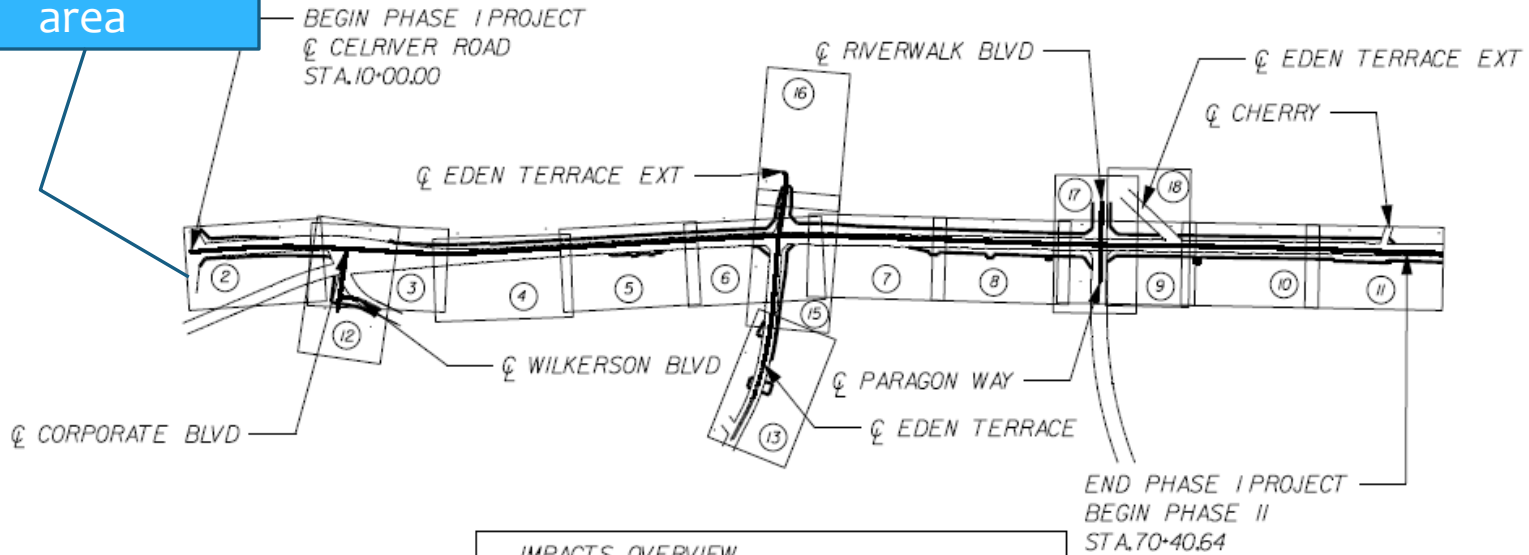 area
BEGIN PHASE I PROJECT
℄ CELRIVER ROAD
STA.10+00.00
℄ RIVERWALK BLVD
℄ EDEN TERRACE EXT
℄ CHERRY
℄ EDEN TERRACE EXT
16
17
18
2
3
4
5
6
7
8
9
10
11
12
15
13
℄ WILKERSON BLVD
℄ PARAGON WAY
℄ CORPORATE BLVD
℄ EDEN TERRACE
END PHASE I PROJECT
BEGIN PHASE II
STA.70+40.64
IMPACTS OVERVIEW